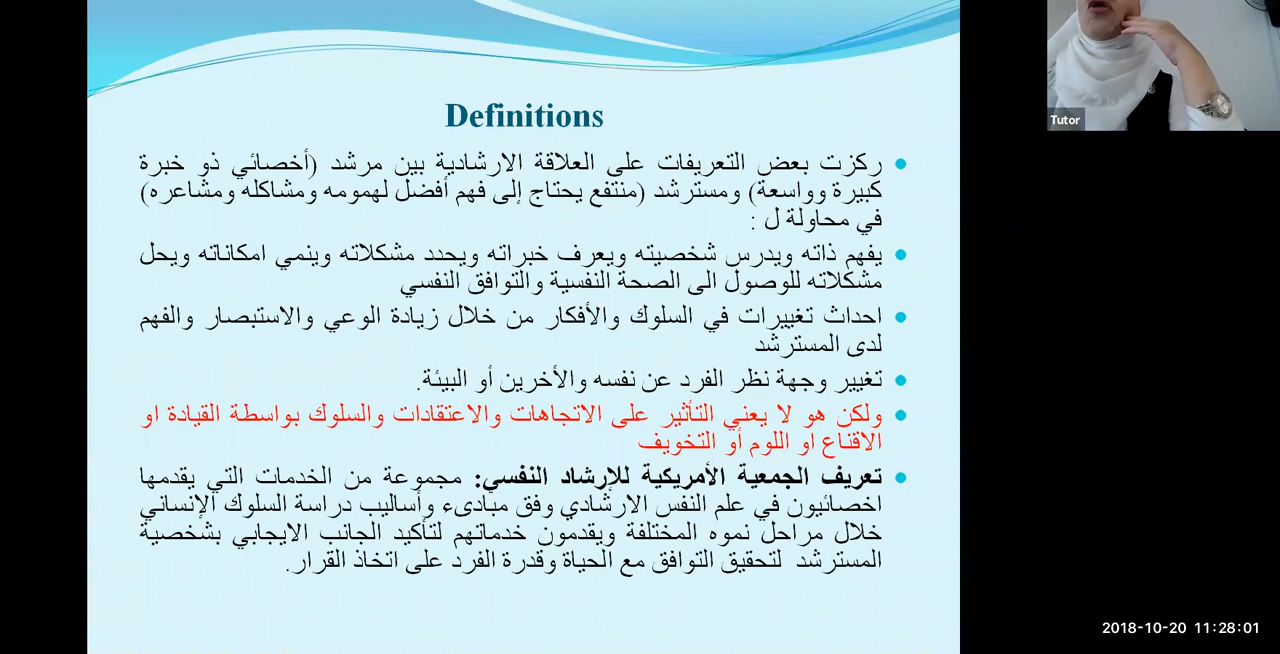 Definitions
ركزت بعض التعريفات على العلاقة الارشادية بين مرشد (أخصائي ذو خبرة
كبيرة وواسعة) ومسترشد (منتفع يحتاج إلى فهم أفضل لهمومه ومشاكله ومشاعره)
في محاولة ل :
يفهم ذاته ويدرس شخصيته ويعرف خبراته ويحدد مشكلاته وينمي امكاناته ويحل
مشكلاته للوصول الى الصحة النفسية والتوافق النفسي
احداث تغييرات في السلوك والأفكار من خلال زيادة الوعي والاستبصار والفهم
لدى المسترشد
تغيير وجهة نظر الفرد عن نفسه والأخرين أو البيئة.
ولكن هو لا يعني التأثير على الاتجاهات والاعتقادات والسلوك بواسطة القيادة او
الاقناع او اللوم أو التخويف
تعريف الجمعية الأمريكية للإرشاد النفسي: مجموعة من الخدمات التي يقدمها
اخصائيون في علم النفس الارشادي وفق مبادىء وأساليب دراسة السلوك الإنساني
خلال مراحل نموه المختلفة ويقدمون خدماتهم لتأكيد الجانب الايجابي بشخصية
المسترشد لتحقيق التوافق مع الحياة وقدرة الفرد على اتخاذ القرار.
Tutor
2018-10-20 11:28:01